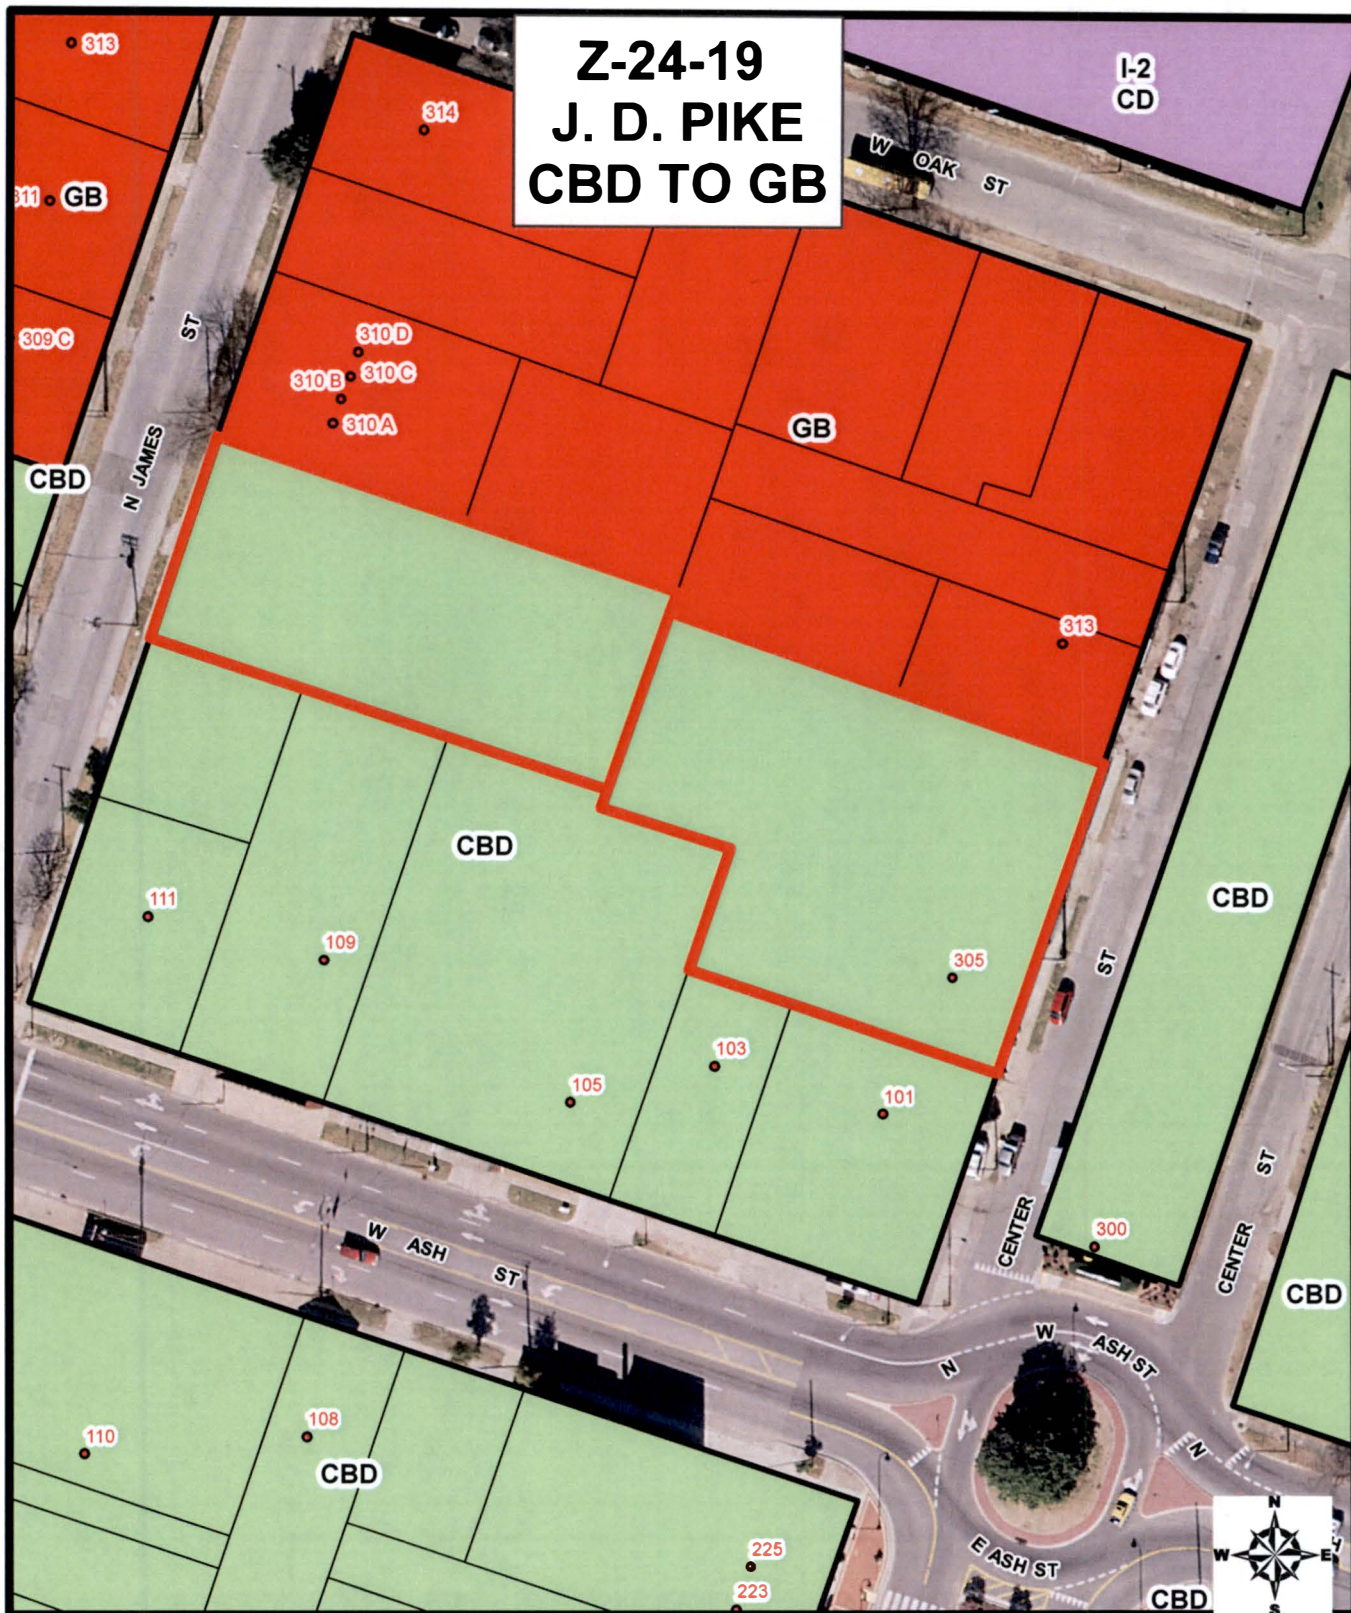 Z-24-19
J. D. PIKE
CBD TO GB
313
314
I-2
CD
W OAK ST
311
GB
309 C
ST
N JAMES
310 D
310 C
310 B
310 A
GB
CBD
313
CBD
CBD
111
109
305
ST
103
105
101
ST
CENTER
300
CENTER
CBD
W ASH ST
N
W
ASH ST
N
110
108
CBD
225
223
E ASH ST
CBD
N
W
E
S